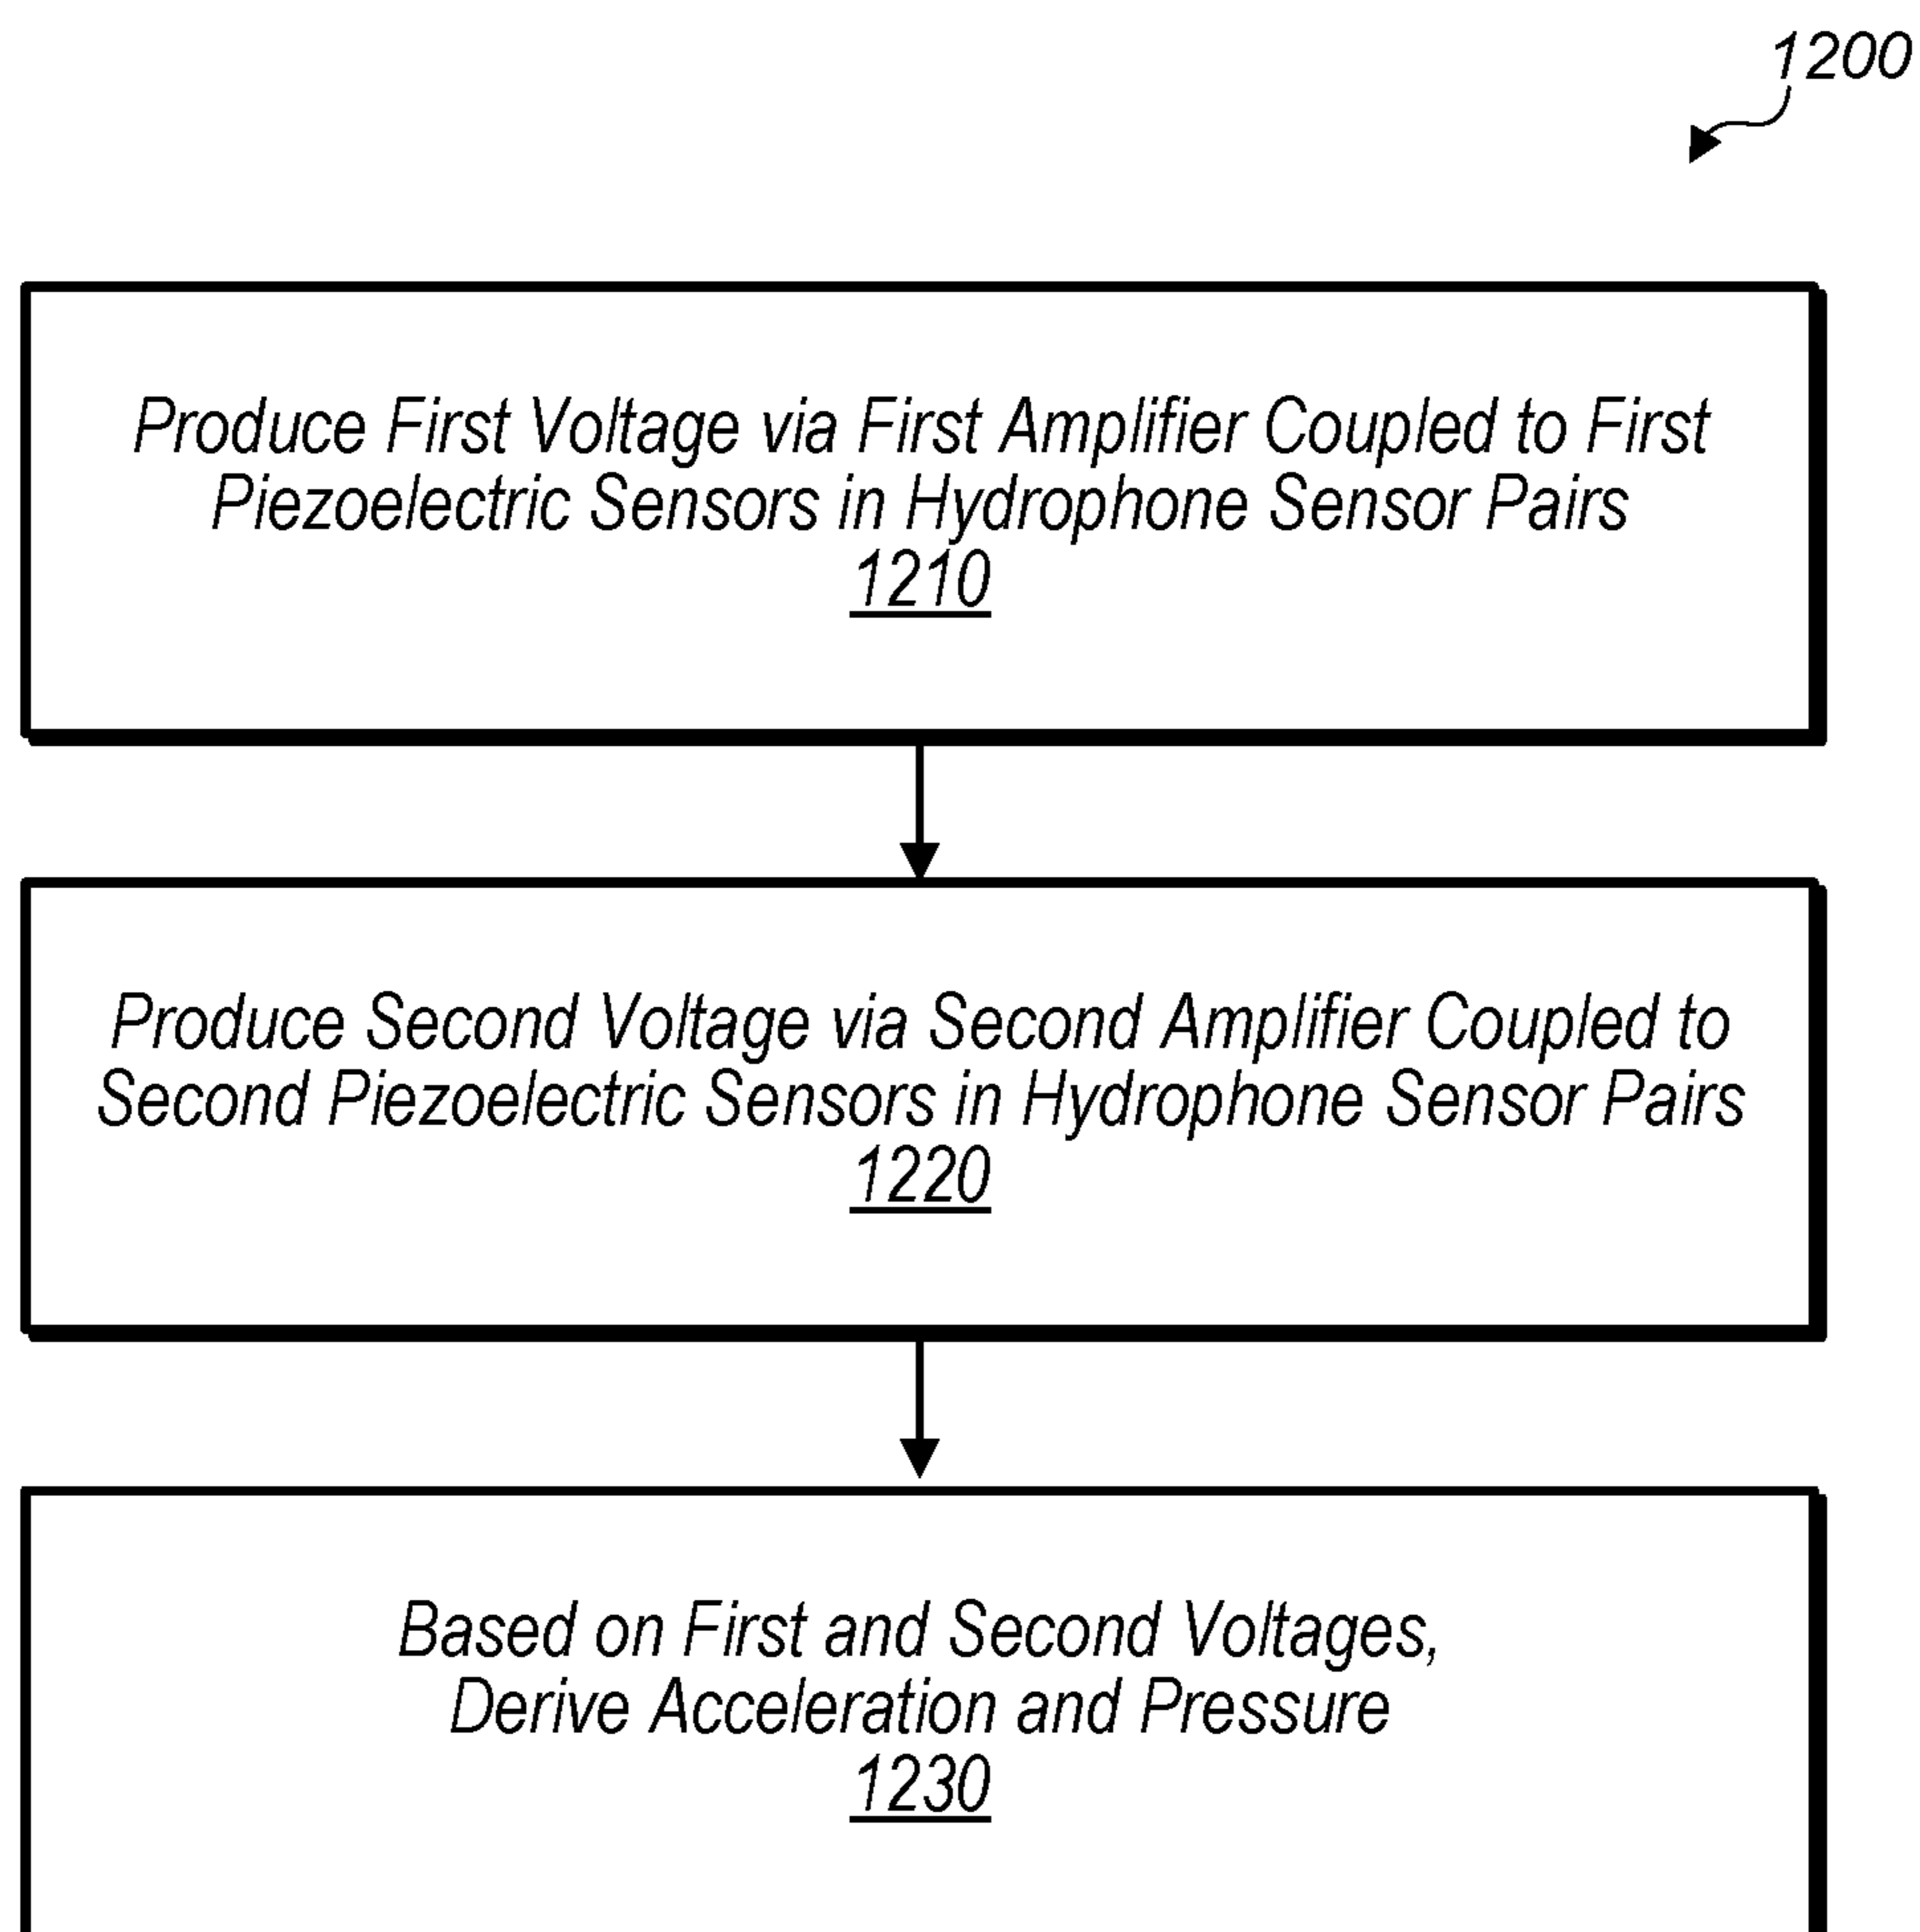 1200
Produce First Voltage via First Amplifier Coupled to First
Piezoelectric Sensors in Hydrophone Sensor Pairs
1210
Produce Second Voltage via Second Amplifier Coupled to
Second Piezoelectric Sensors in Hydrophone Sensor Pairs
1220
Based on First and Second Voltages,
Derive Acceleration and Pressure
1230